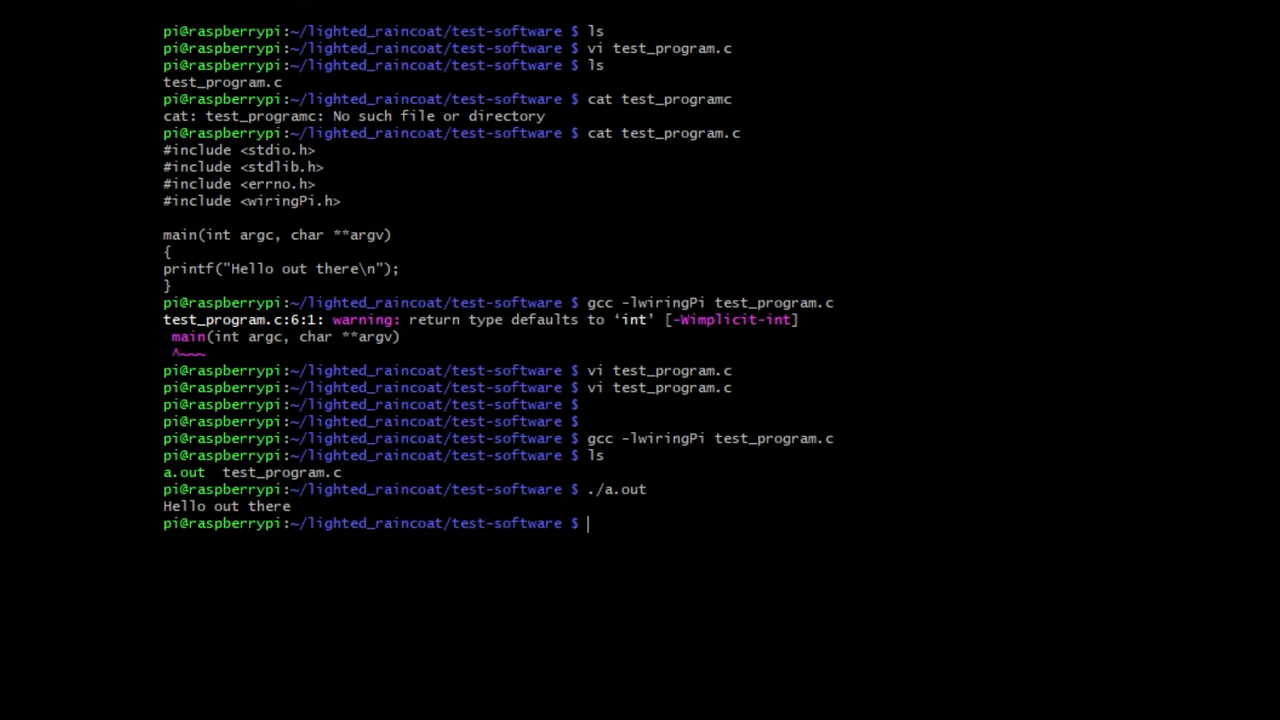 pi@raspberrypi:~/lighted_raincoat/test-software $ ls
pi@raspberrypi:~/lighted_raincoat/test-software $ vi test_program.c
pi@raspberrypi:~/lighted_raincoat/test-software $ ls
test_program.c
pi@raspberrypi:~/lighted_raincoat/test-software $ cat test_programc
cat: test_programc: No such file or directory
pi@raspberrypi:~/lighted_raincoat/test-software $ cat test_program.c
#include <stdio.h>
#include <stdlib.h>
#include <errno.h>
#include <wiringPi.h>

main(int argc, char **argv)
{
printf("Hello out there\n");
}
pi@raspberrypi:~/lighted_raincoat/test-software $ gcc -lwiringPi test_program.c
test_program.c:6:1: warning: return type defaults to ‘int’ [-Wimplicit-int]
 main(int argc, char **argv)
 ^~~~
pi@raspberrypi:~/lighted_raincoat/test-software $ vi test_program.c
pi@raspberrypi:~/lighted_raincoat/test-software $ vi test_program.c
pi@raspberrypi:~/lighted_raincoat/test-software $
pi@raspberrypi:~/lighted_raincoat/test-software $
pi@raspberrypi:~/lighted_raincoat/test-software $ gcc -lwiringPi test_program.c
pi@raspberrypi:~/lighted_raincoat/test-software $ ls
a.out  test_program.c
pi@raspberrypi:~/lighted_raincoat/test-software $ ./a.out
Hello out there
pi@raspberrypi:~/lighted_raincoat/test-software $